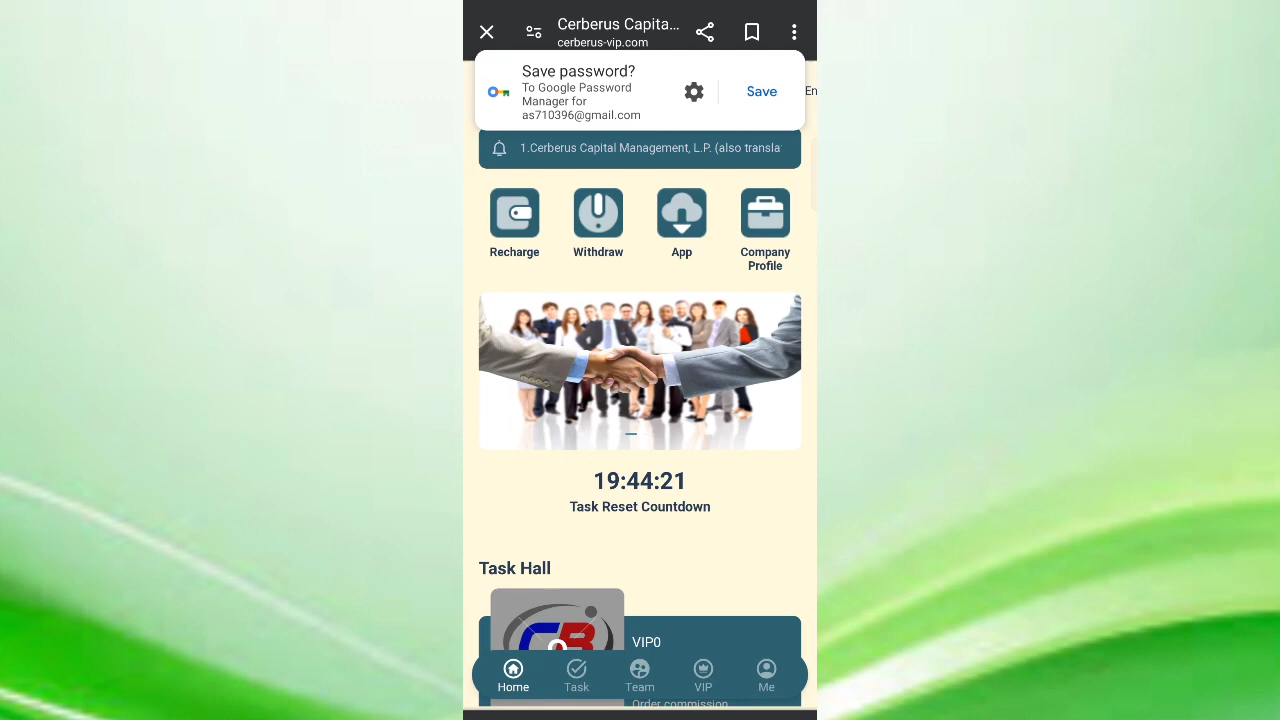 Cerberus Capita...
cerberus-vip.com
Save password?
To Google Password
Manager for
as710396@gmail.com
Save
En
1.Cerberus Capital Management, L.P. (also transla
Recharge
Withdraw
App
Company
Profile
19:44:21
Task Reset Countdown
Task Hall
CB
VIP0
Order commission
Home
Task
Team
VIP
Me